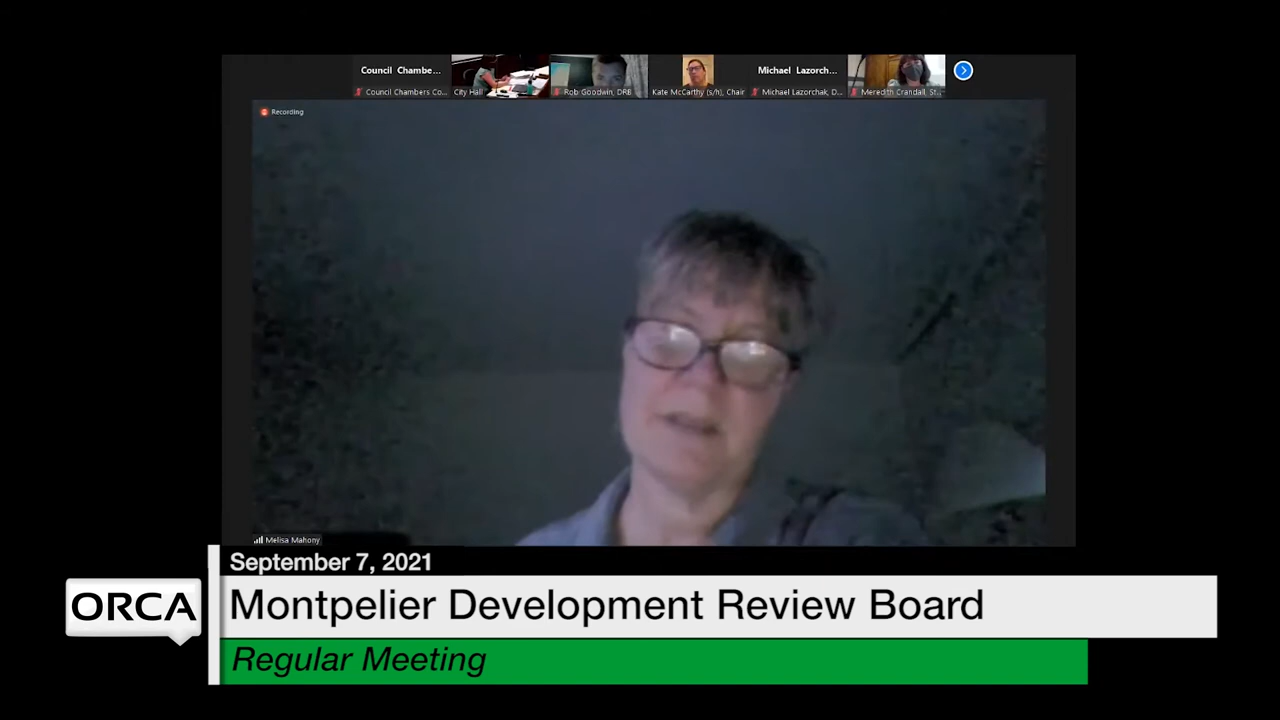 Council Chambe...
Michael Lazorch...
Council Chambers Co...
City Hall
Rob Goodwin, DRB
Kate McCarthy (s/h), Chair
Michael Lazorchak, D...
Meredith Crandall, St...
Recording
Melisa Mahony
September 7, 2021
ORCA
Montpelier Development Review Board
Regular Meeting